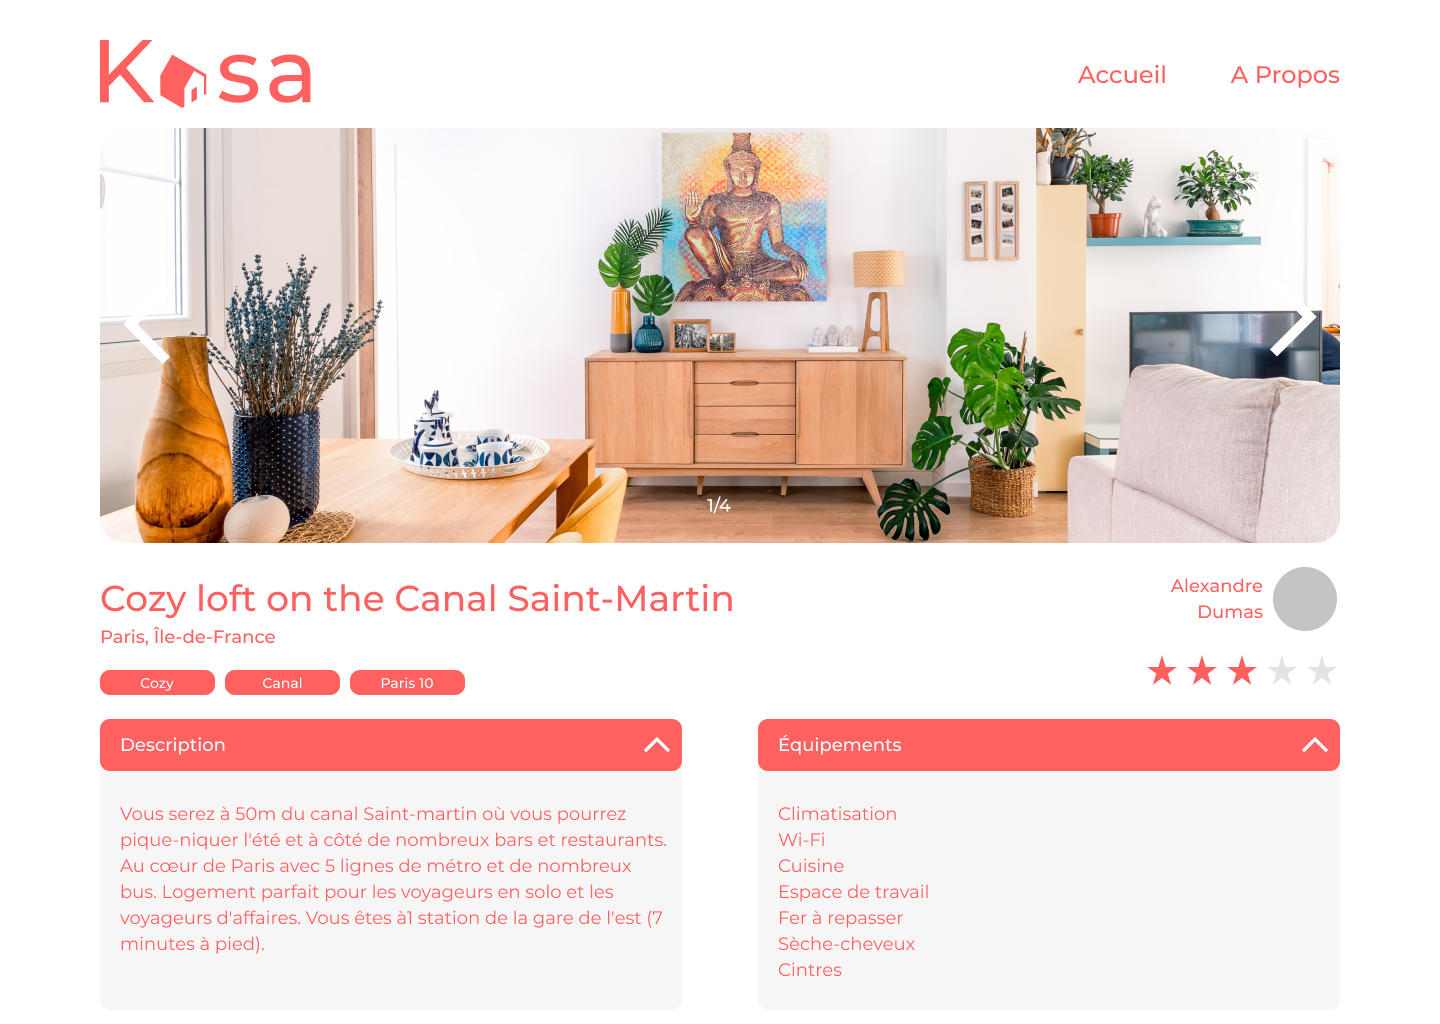 Kasa
Accueil
A Propos
1/4
Cozy loft on the Canal Saint-Martin
Paris, Île-de-France
Cozy
Canal
Paris 10
Alexandre
Dumas
Description
Vous serez à 50m du canal Saint-martin où vous pourrez
pique-niquer l'été et à côté de nombreux bars et restaurants.
Au cœur de Paris avec 5 lignes de métro et de nombreux
bus. Logement parfait pour les voyageurs en solo et les
voyageurs d'affaires. Vous êtes à1 station de la gare de l'est (7
minutes à pied).
Équipements
Climatisation
Wi-Fi
Cuisine
Espace de travail
Fer à repasser
Sèche-cheveux
Cintres